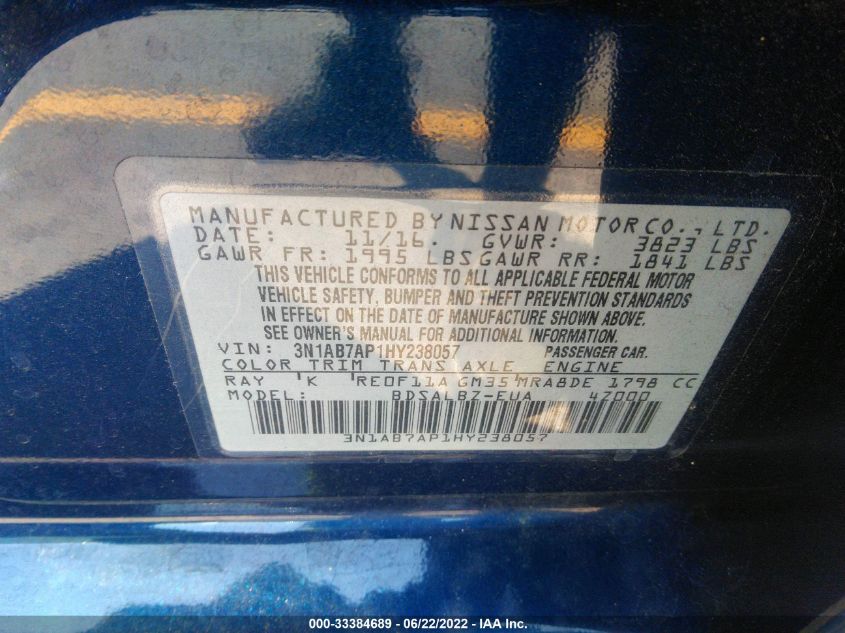 MANUFACTURED BY NISSAN MOTOR CO., LTD.
DATE: 11/16. GVWR: 3823 LBS
GAWR FR: 1995 LBS GAWR RR: 1841 LBS
THIS VEHICLE CONFORMS TO ALL APPLICABLE FEDERAL MOTOR
VEHICLE SAFETY, BUMPER AND THEFT PREVENTION STANDARDS
IN EFFECT ON THE DATE OF MANUFACTURE SHOWN ABOVE.
SEE OWNER'S MANUAL FOR ADDITIONAL INFORMATION.
VIN: 3N1AB7AP1HY238057 PASSENGER CAR.
COLOR TRIM TRANS AXLE ENGINE
RAY K RE0F11A GM35 MRA8DE 1798 CC
MODEL: BDSALBZ-EUA 4Z000
3N1AB7AP1HY238057
000-33384689 - 06/22/2022 - IAA Inc.